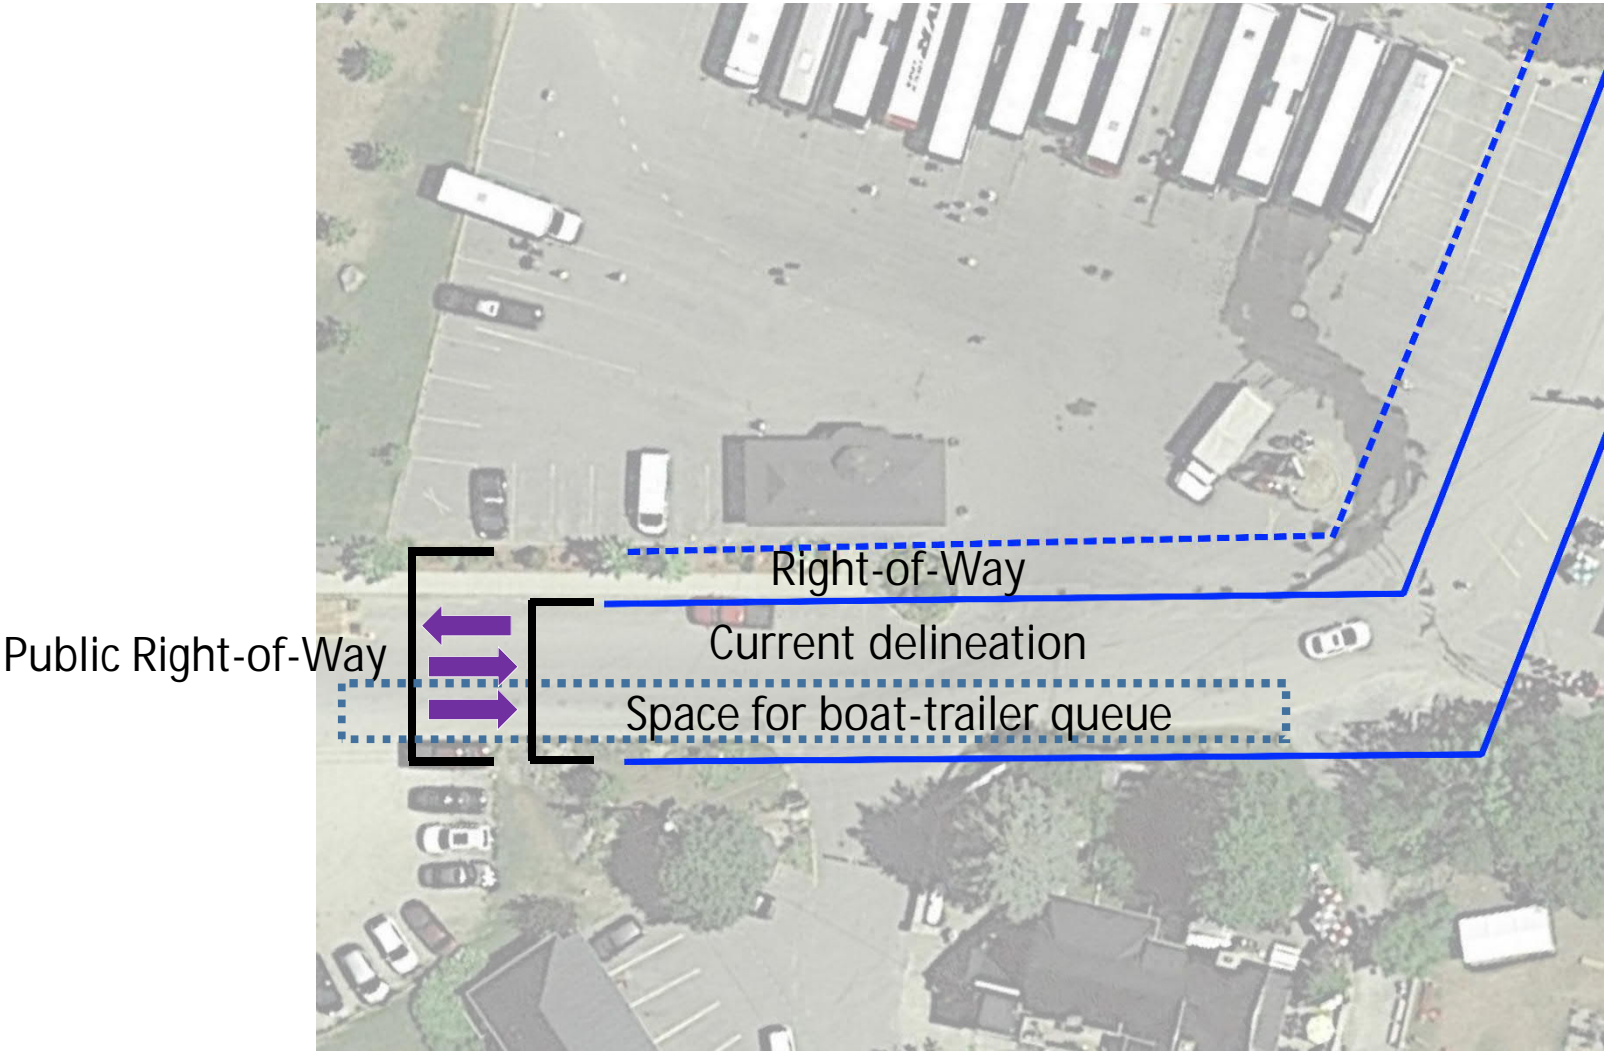 Right-of-Way
Public Right-of-Way
Current delineation
Space for boat-trailer queue